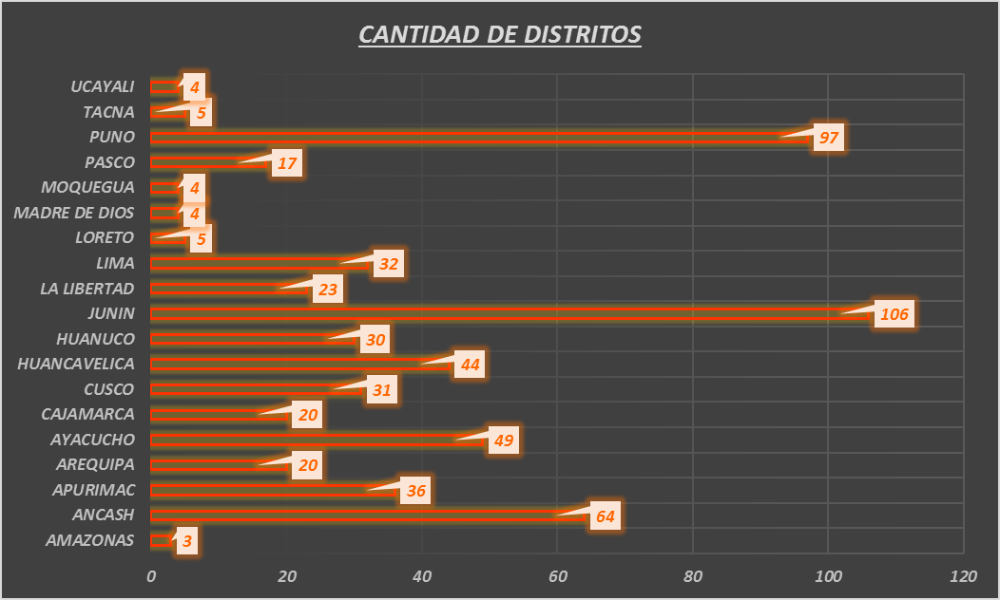 CANTIDAD DE DISTRITOS
UCAYALI 4
TACNA 5
PUNO 97
PASCO 17
MOQUEGUA 4
MADRE DE DIOS 4
LORETO 5
LIMA 32
LA LIBERTAD 23
JUNIN 106
HUANUCO 30
HUANCAVELICA 44
CUSCO 31
CAJAMARCA 20
AYACUCHO 49
AREQUIPA 20
APURIMAC 36
ANCASH 64
AMAZONAS 3
0 20 40 60 80 100 120